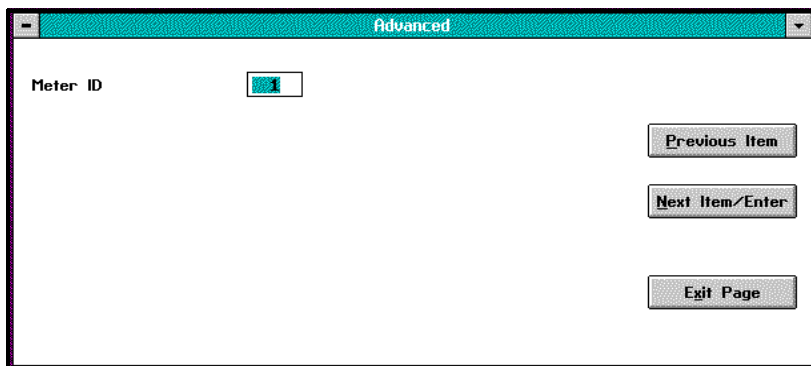 Advanced
Meter ID 1
Previous Item
Next Item/Enter
Exit Page